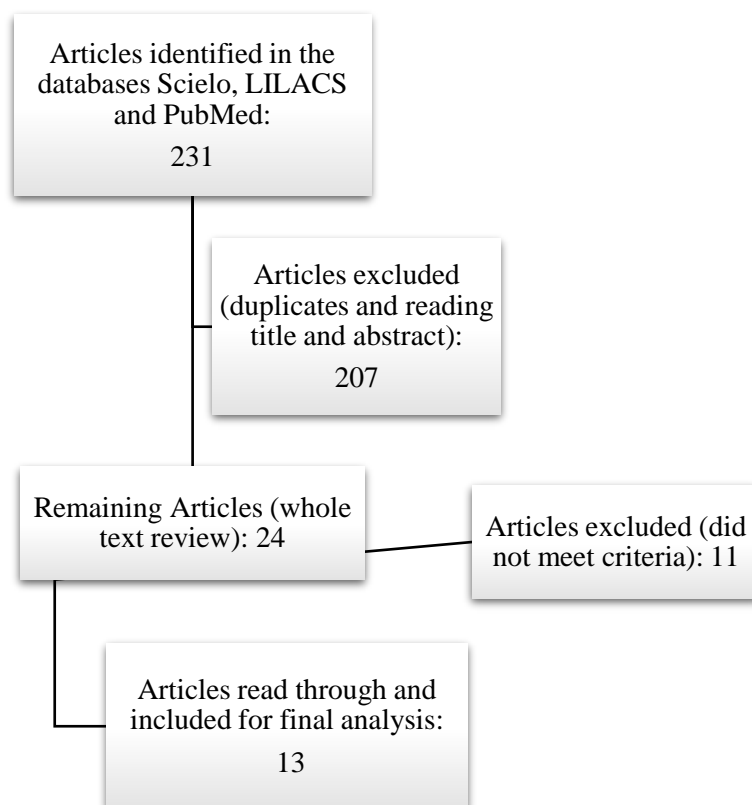 Articles identified in the
databases Scielo, LILACS
and PubMed:
231
Articles excluded
(duplicates and reading
title and abstract):
207
Remaining Articles (whole
text review): 24
Articles excluded (did
not meet criteria): 11
Articles read through and
included for final analysis:
13